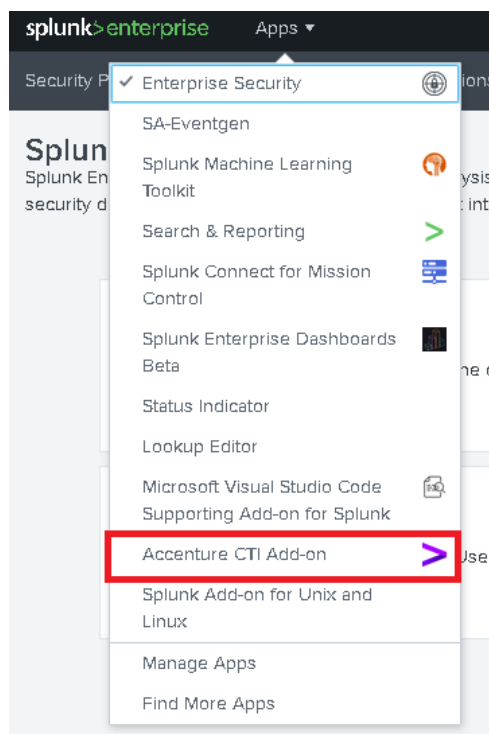 splunk>enterprise Apps
Security P
ions
Enterprise Security
SA-Eventgen
Splun
Splunk Machine Learning
Toolkit
Splunk En
ysis
security d
int
Search & Reporting
Splunk Connect for Mission
Control
Splunk Enterprise Dashboards
Beta
he
Status Indicator
Lookup Editor
Microsoft Visual Studio Code
Supporting Add-on for Splunk
Accenture CTI Add-on
Use
Splunk Add-on for Unix and
Linux
Manage Apps
Find More Apps